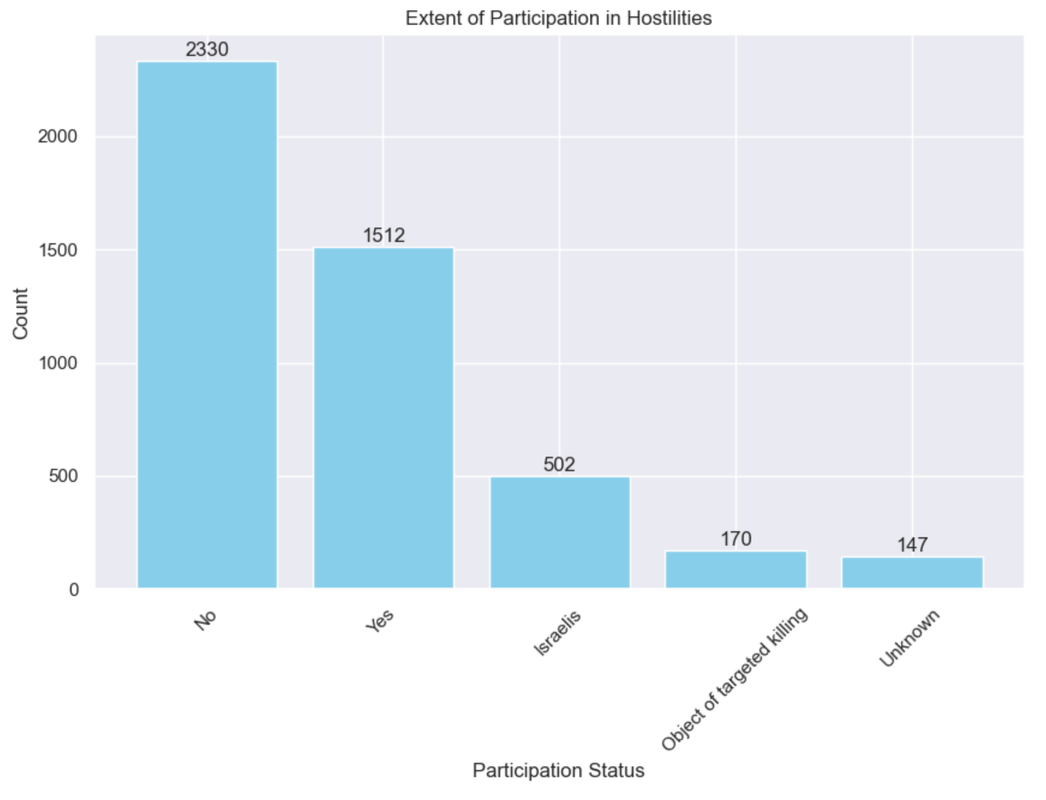 Extent of Participation in Hostilities
2330
1512
502
170
147
2000
1500
1000
500
0
Count
No
Yes
Israelis
Object of targeted killing
Unknown
Participation Status